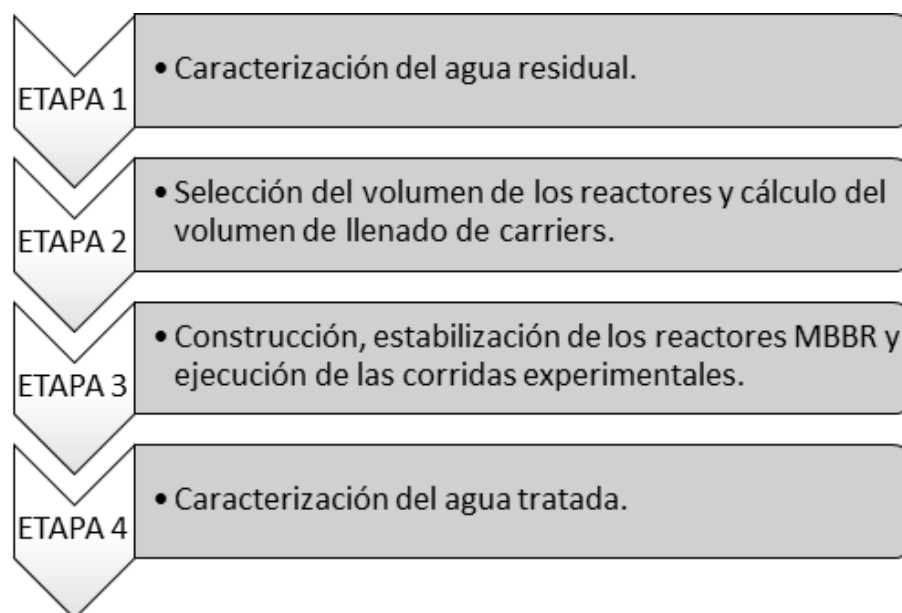 ETAPA 1
• Caracterización del agua residual.
ETAPA 2
• Selección del volumen de los reactores y cálculo del
volumen de llenado de carriers.
ETAPA 3
• Construcción, estabilización de los reactores MBBR y
ejecución de las corridas experimentales.
ETAPA 4
• Caracterización del agua tratada.